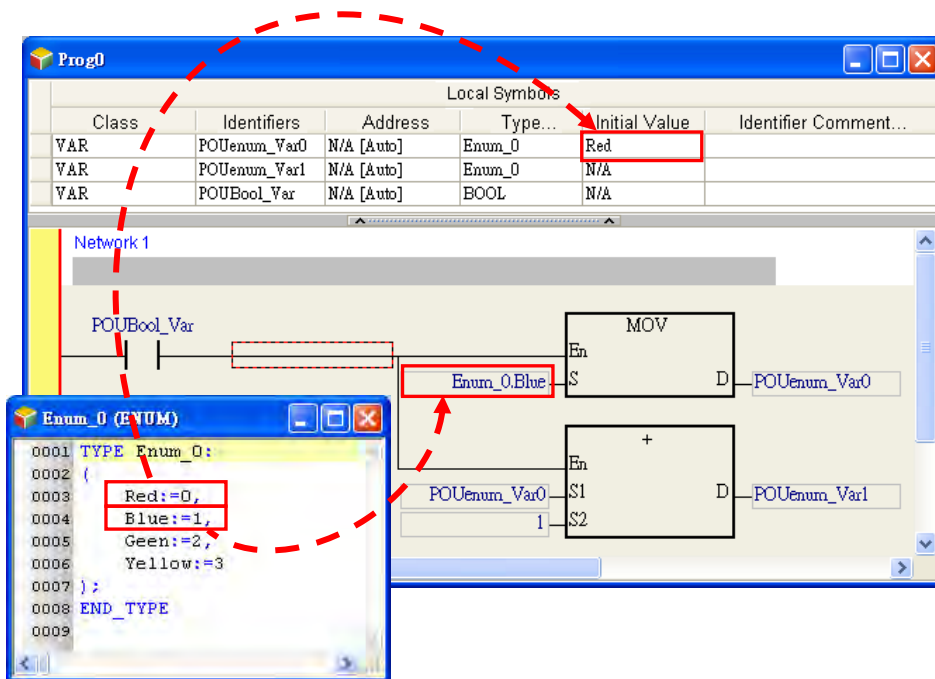 Prog0
Local Symbols
Class Identifiers Address Type... Initial Value Identifier Comment...
VAR POUenum_Var0 N/A [Auto] Enum_0 Red
VAR POUenum_Var1 N/A [Auto] Enum_0 N/A
VAR POUBool_Var N/A [Auto] BOOL N/A
Network 1
POUBool_Var
MOV
En
Enum_0.Blue S D POUenum_Var0
+
En
POUenum_Var0 S1 D POUenum_Var1
1 S2
Enum_0 (ENUM)
0001 TYPE Enum_0:
0002 (
0003 Red:=0,
0004 Blue:=1,
0005 Geen:=2,
0006 Yellow:=3
0007 );
0008 END_TYPE
0009